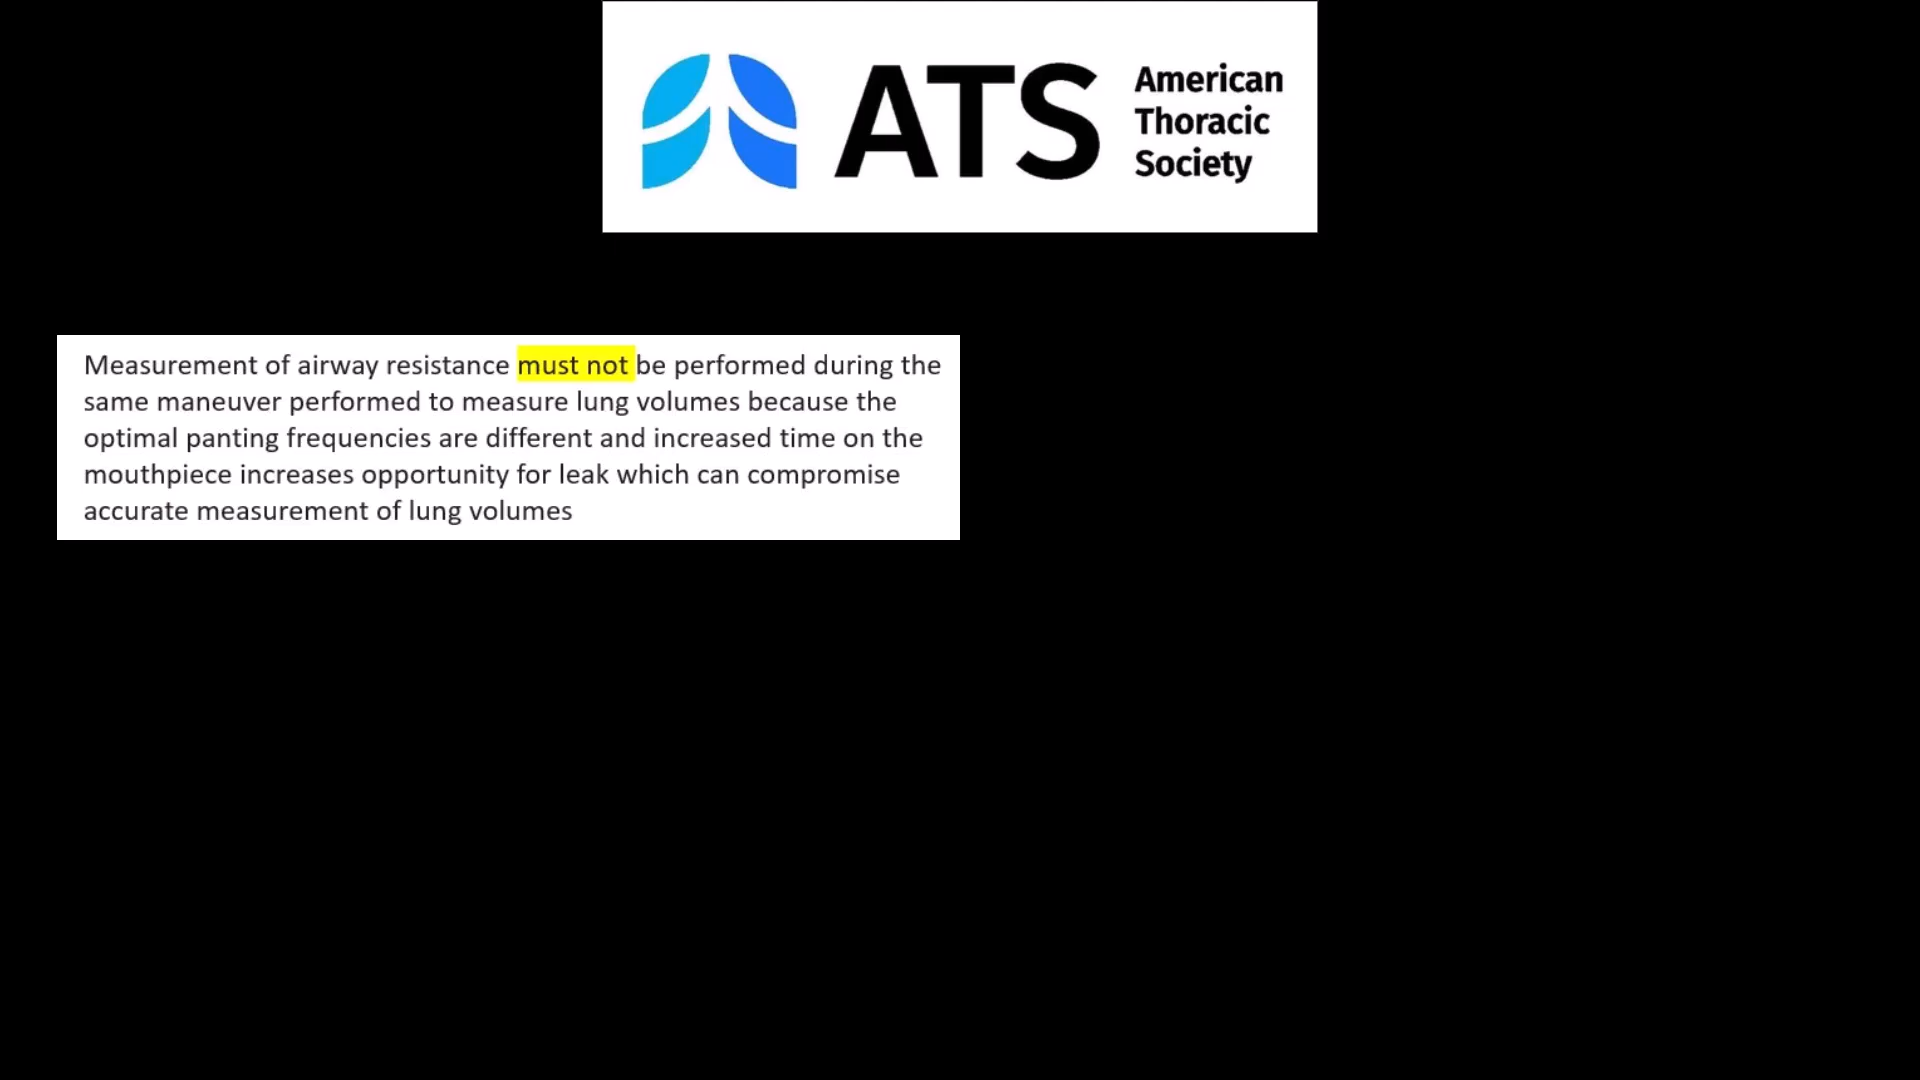 ATS
American
Thoracic
Society
Measurement of airway resistance must not be performed during the
same maneuver performed to measure lung volumes because the
optimal panting frequencies are different and increased time on the
mouthpiece increases opportunity for leak which can compromise
accurate measurement of lung volumes